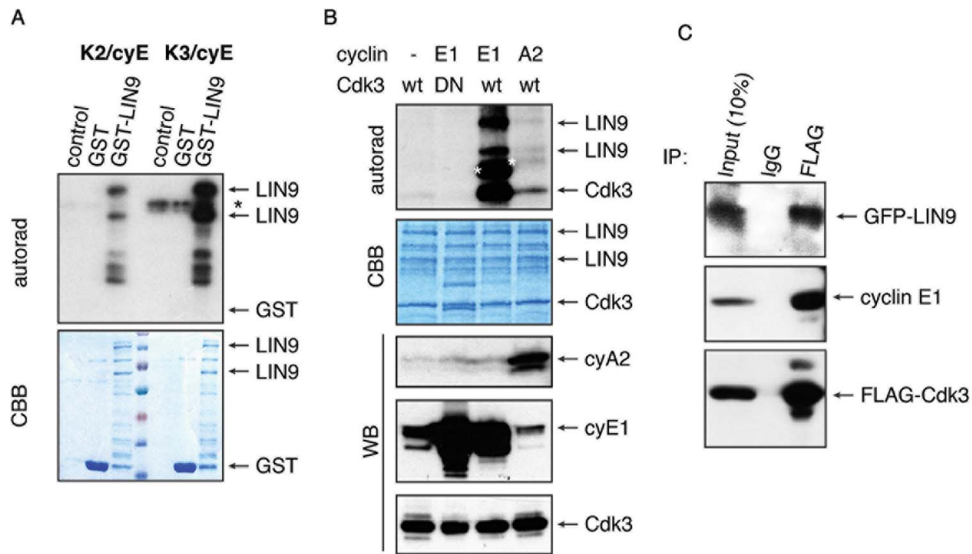 A
K2/cyE K3/cyE
control
GST
GST-LIN9
control
GST
GST-LIN9
autorad
LIN9
*
LIN9
GST
CBB
LIN9
LIN9
GST
B
cyclin - E1 E1 A2
Cdk3 wt DN wt wt
autorad
LIN9
LIN9
* *
Cdk3
CBB
LIN9
LIN9
Cdk3
WB
cyA2
cyE1
Cdk3
C
IP: Input (10%) IgG FLAG
GFP-LIN9
cyclin E1
FLAG-Cdk3